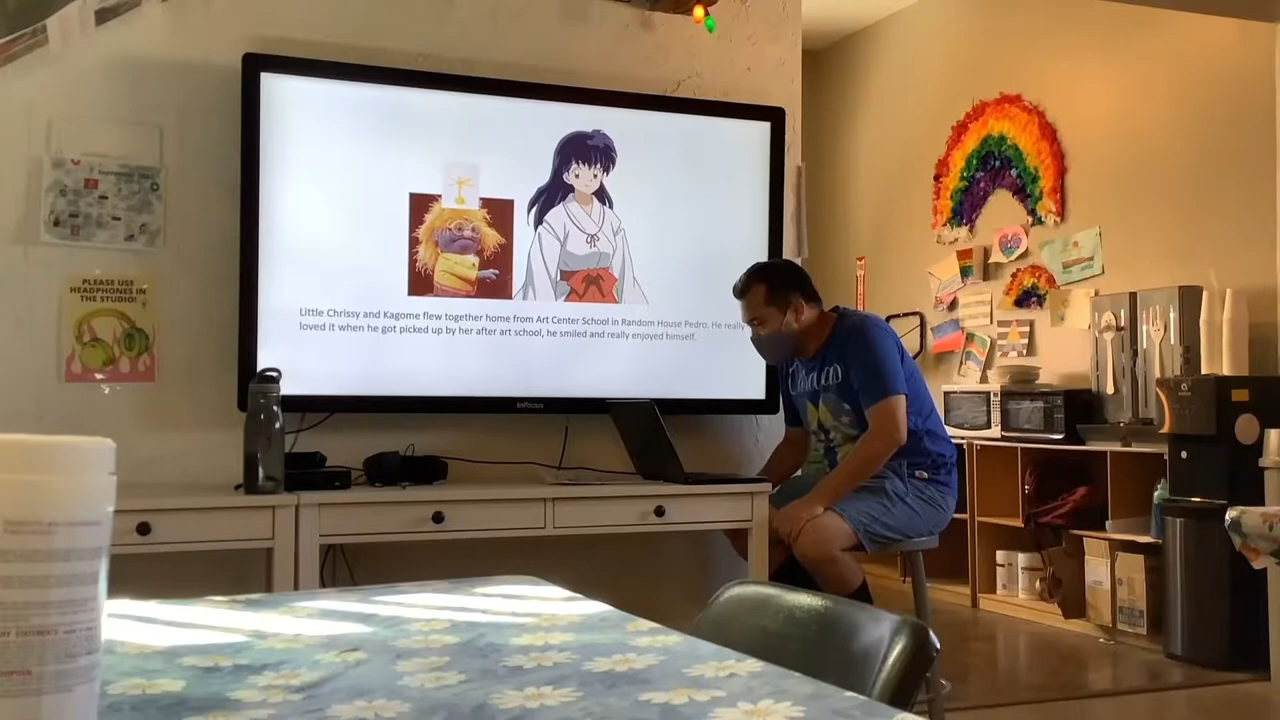 PLEASE USE
HEADPHONES IN
THE STUDIO!
Little Chrissy and Kagome flew together home from Art Center School in Random House Pedro. He really
loved it when he got picked up by her after art school, he smiled and really enjoyed himself.
InFocus